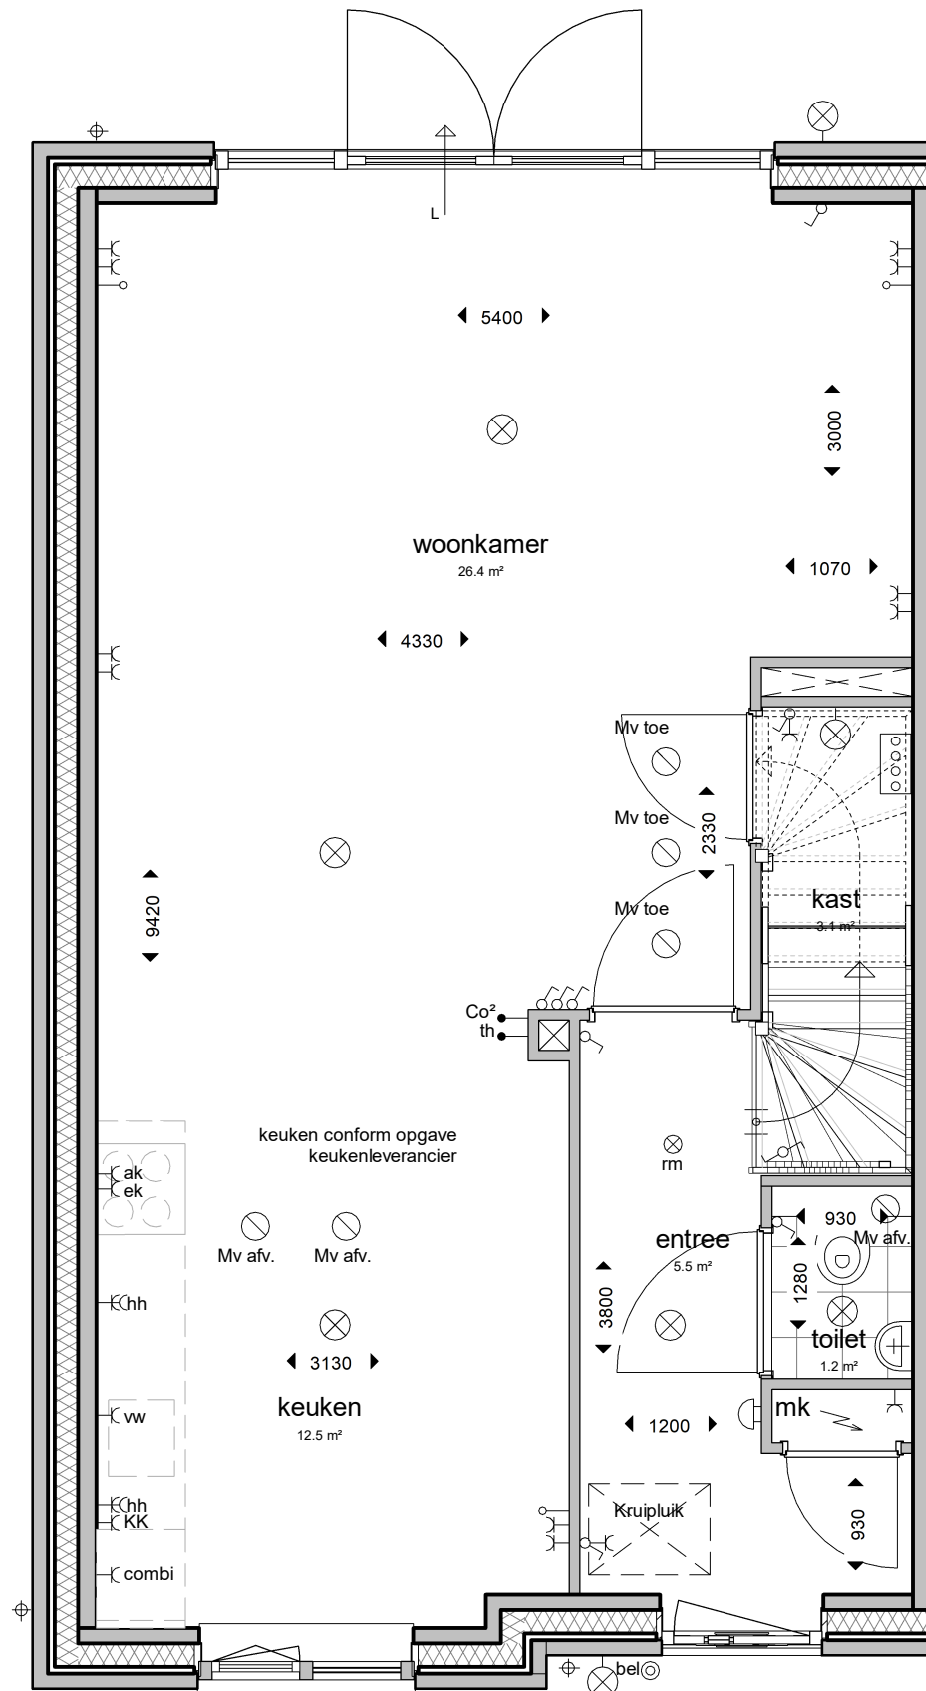 L
5400
3000
woonkamer
26.4 m²
1070
4330
Mv toe
Mv toe
2330
kast
3.1 m²
Mv toe
9420
Co²
th
keuken conform opgave
keukenleverancier
rm
ak
ek
Mv afv.
Mv afv.
entree
5.5 m²
930
Mv afv.
1280
hh
3800
toilet
1.2 m²
3130
keuken
12.5 m²
vw
1200
mk
hh
KK
Kruipluik
930
combi
bel